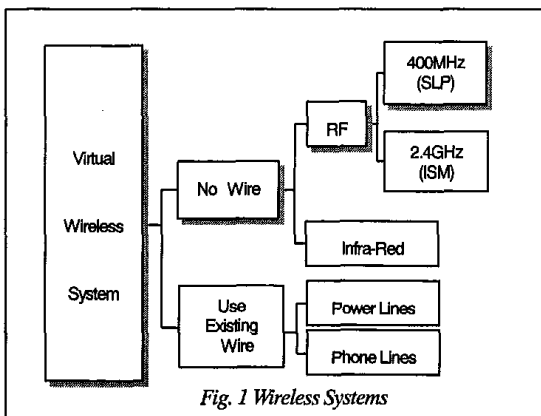 Virtual
Wireless
System
No Wire
Use
Existing
Wire
RF
400MHz
(SLP)
2.4GHz
(ISM)
Infra-Red
Power Lines
Phone Lines
Fig. 1 Wireless Systems